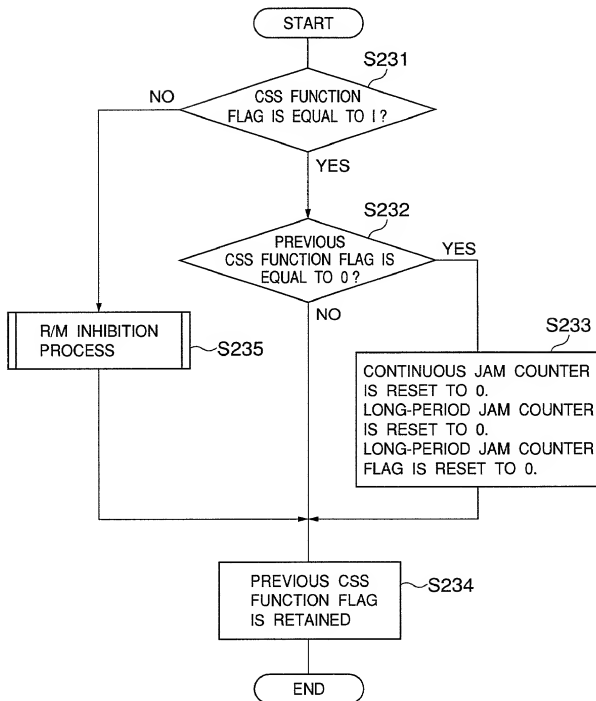 START
S231
NO
CSS FUNCTION
FLAG IS EQUAL TO 1?
YES
S232
PREVIOUS
CSS FUNCTION FLAG IS
EQUAL TO 0?
YES
NO
R/M INHIBITION
PROCESS
S235
S233
CONTINUOUS JAM COUNTER
IS RESET TO 0.
LONG-PERIOD JAM COUNTER
IS RESET TO 0.
LONG-PERIOD JAM COUNTER
FLAG IS RESET TO 0.
PREVIOUS CSS
FUNCTION FLAG
IS RETAINED
S234
END